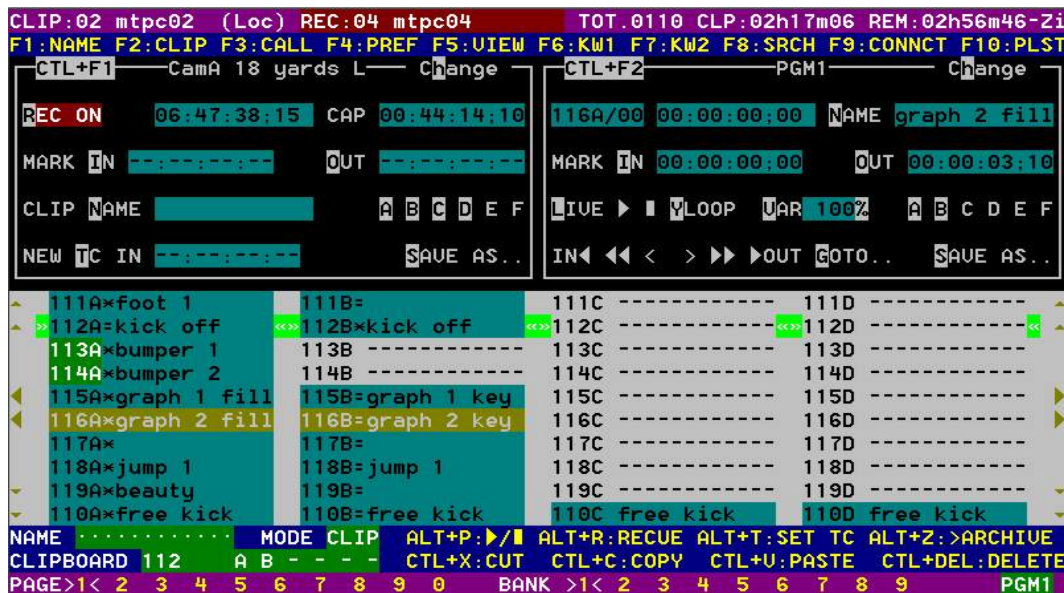 CLIP:02 mtpc02 (Loc) REC:04 mtpc04 TOT.0110 CLP:02h17m06 REM:02h56m46-Zi
F1:NAME F2:CLIP F3:CALL F4:PREF F5:VIEW F6:KW1 F7:KW2 F8:SRCH F9:CONNCT F10:PLST
CTL+F1 CamA 18 yards L Change CTL+F2 PGM1 Change
REC ON 06:47:38:15 CAP 00:44:14:10 116A/00 00:00:00:00 NAME graph 2 fill
MARK IN --:--:--:-- OUT --:--:--:-- MARK IN 00:00:00:00 OUT 00:00:03:10
CLIP NAME A B C D E F LIVE ▶ ▮ YLOOP VAR 100% A B C D E F
NEW TC IN --:--:--:-- SAVE AS.. IN◀ ◀◀ < > ▶▶ ▶OUT GOTO.. SAVE AS..
111A*foot 1 111B= 111C ------------ 111D ------------
»112A=kick off «»112B*kick off «»112C ------------ «»112D ------------ «
113A*bumper 1 113B ------------ 113C ------------ 113D ------------
114A*bumper 2 114B ------------ 114C ------------ 114D ------------
115A*graph 1 fill 115B=graph 1 key 115C ------------ 115D ------------
116A*graph 2 fill 116B=graph 2 key 116C ------------ 116D ------------
117A* 117B= 117C ------------ 117D ------------
118A*jump 1 118B=jump 1 118C ------------ 118D ------------
119A*beauty 119B= 119C ------------ 119D ------------
110A*free kick 110B=free kick 110C free kick 110D free kick
NAME ............ MODE CLIP ALT+P:▶/▮ ALT+R:RECUE ALT+T:SET TC ALT+Z:>ARCHIVE
CLIPBOARD 112 A B - - - - CTL+X:CUT CTL+C:COPY CTL+V:PASTE CTL+DEL:DELETE
PAGE>1< 2 3 4 5 6 7 8 9 0 BANK >1< 2 3 4 5 6 7 8 9 PGM1